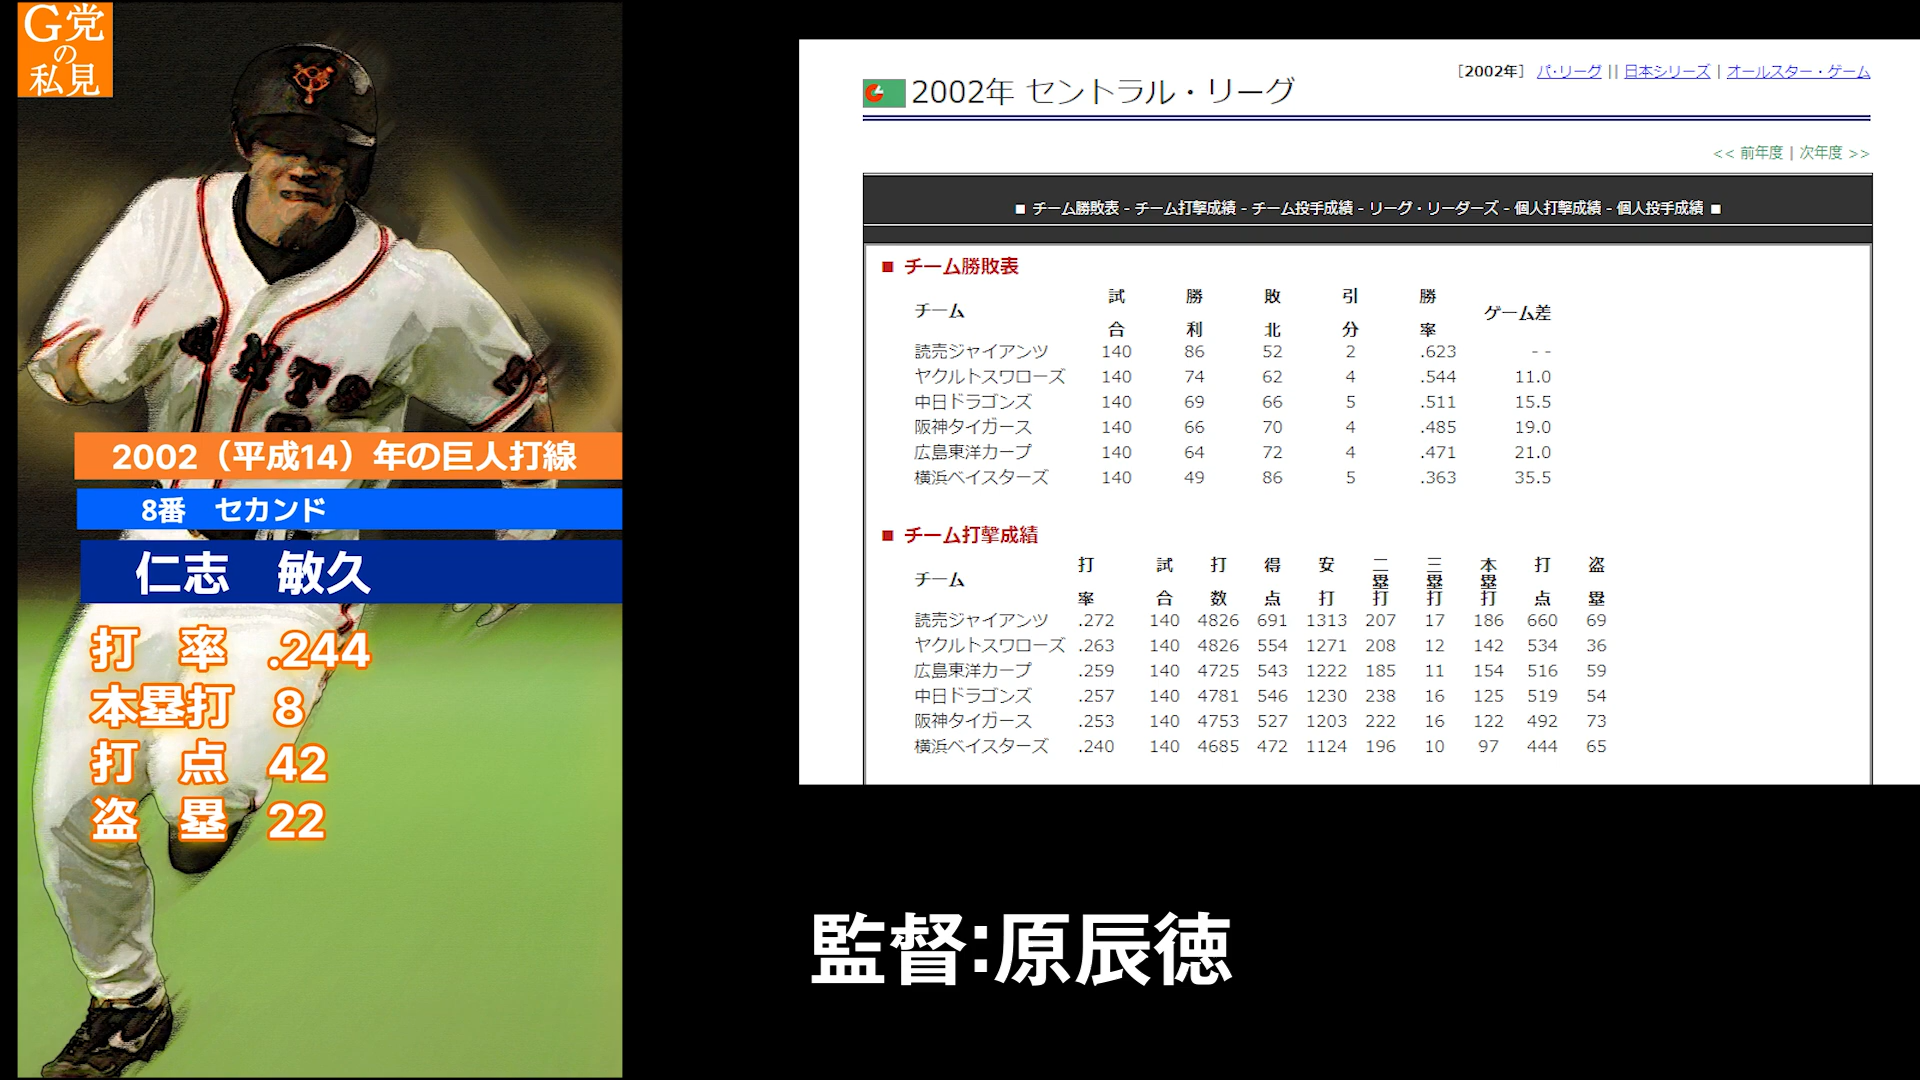 G党
の
私見
2002（平成14）年の巨人打線
8番　セカンド
仁志　敏久
打　率　.244
本塁打　8
打　点　42
盗　塁　22
[2002年] パ･リーグ || 日本シリーズ | オールスター・ゲーム
2002年 セントラル・リーグ
<< 前年度 | 次年度 >>
■ チーム勝敗表 - チーム打撃成績 - チーム投手成績 - リーグ・リーダーズ - 個人打撃成績 - 個人投手成績 ■
■ チーム勝敗表
チーム 試合 勝利 敗北 引分 勝率 ゲーム差
読売ジャイアンツ 140 86 52 2 .623 - -
ヤクルトスワローズ 140 74 62 4 .544 11.0
中日ドラゴンズ 140 69 66 5 .511 15.5
阪神タイガース 140 66 70 4 .485 19.0
広島東洋カープ 140 64 72 4 .471 21.0
横浜ベイスターズ 140 49 86 5 .363 35.5
■ チーム打撃成績
チーム 打率 試合 打数 得点 安打 二塁打 三塁打 本塁打 打点 盗塁
読売ジャイアンツ .272 140 4826 691 1313 207 17 186 660 69
ヤクルトスワローズ .263 140 4826 554 1271 208 12 142 534 36
広島東洋カープ .259 140 4725 543 1222 185 11 154 516 59
中日ドラゴンズ .257 140 4781 546 1230 238 16 125 519 54
阪神タイガース .253 140 4753 527 1203 222 16 122 492 73
横浜ベイスターズ .240 140 4685 472 1124 196 10 97 444 65
監督:原辰徳